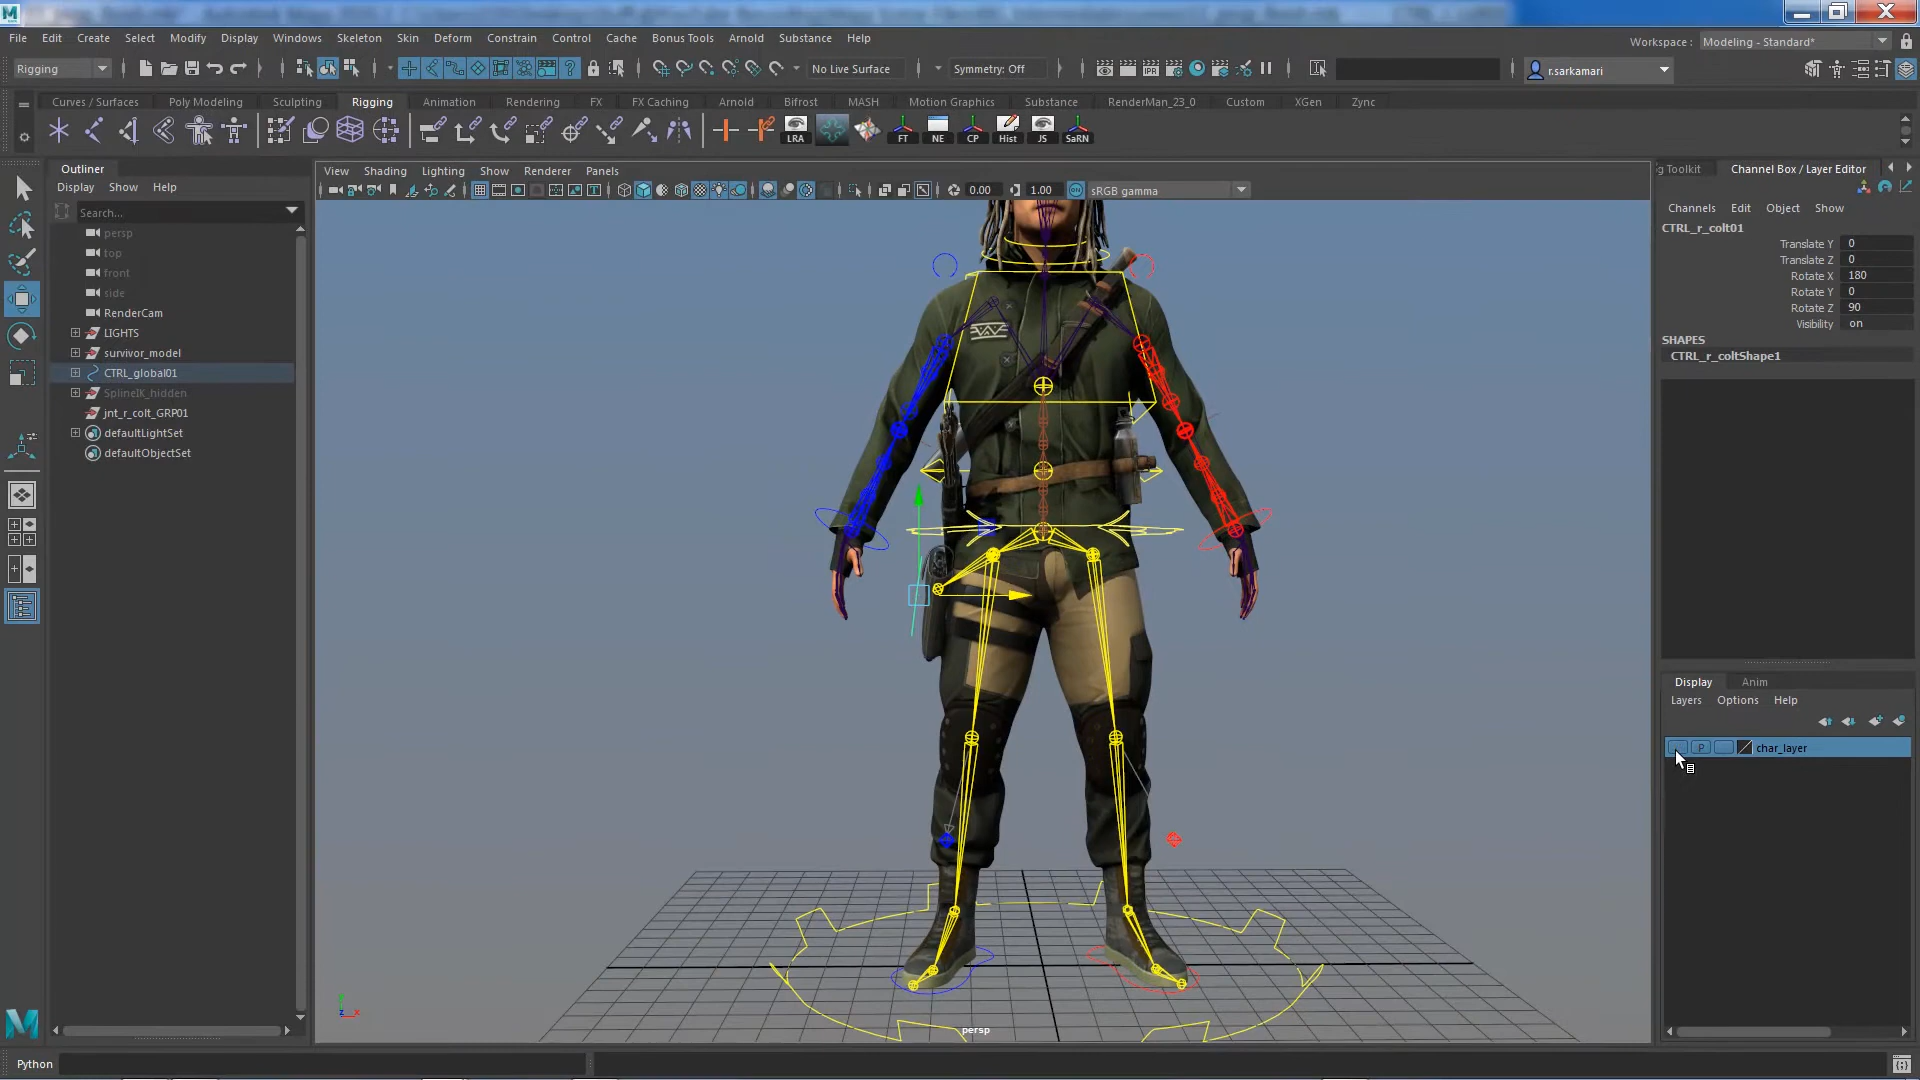 File Edit Create Select Modify Display Windows Skeleton Skin Deform Constrain Control Cache Bonus Tools Arnold Substance Help
Workspace : Modeling - Standard*
Rigging No Live Surface Symmetry: Off IPR r.sarkamari
Curves / Surfaces Poly Modeling Sculpting Rigging Animation Rendering FX FX Caching Arnold Bifrost MASH Motion Graphics Substance RenderMan_23_0 Custom XGen Zync
LRA FT NE CP Hist JS SaRN
Outliner
Display Show Help
Search...
persp
top
front
side
RenderCam
LIGHTS
survivor_model
CTRL_global01
SplineIK_hidden
jnt_r_colt_GRP01
defaultLightSet
defaultObjectSet
View Shading Lighting Show Renderer Panels
0.00 1.00 ON sRGB gamma
persp
g Toolkit Channel Box / Layer Editor
Channels Edit Object Show
CTRL_r_colt01
Translate Y 0
Translate Z 0
Rotate X 180
Rotate Y 0
Rotate Z 90
Visibility on
SHAPES
CTRL_r_coltShape1
Display Anim
Layers Options Help
P char_layer
Python